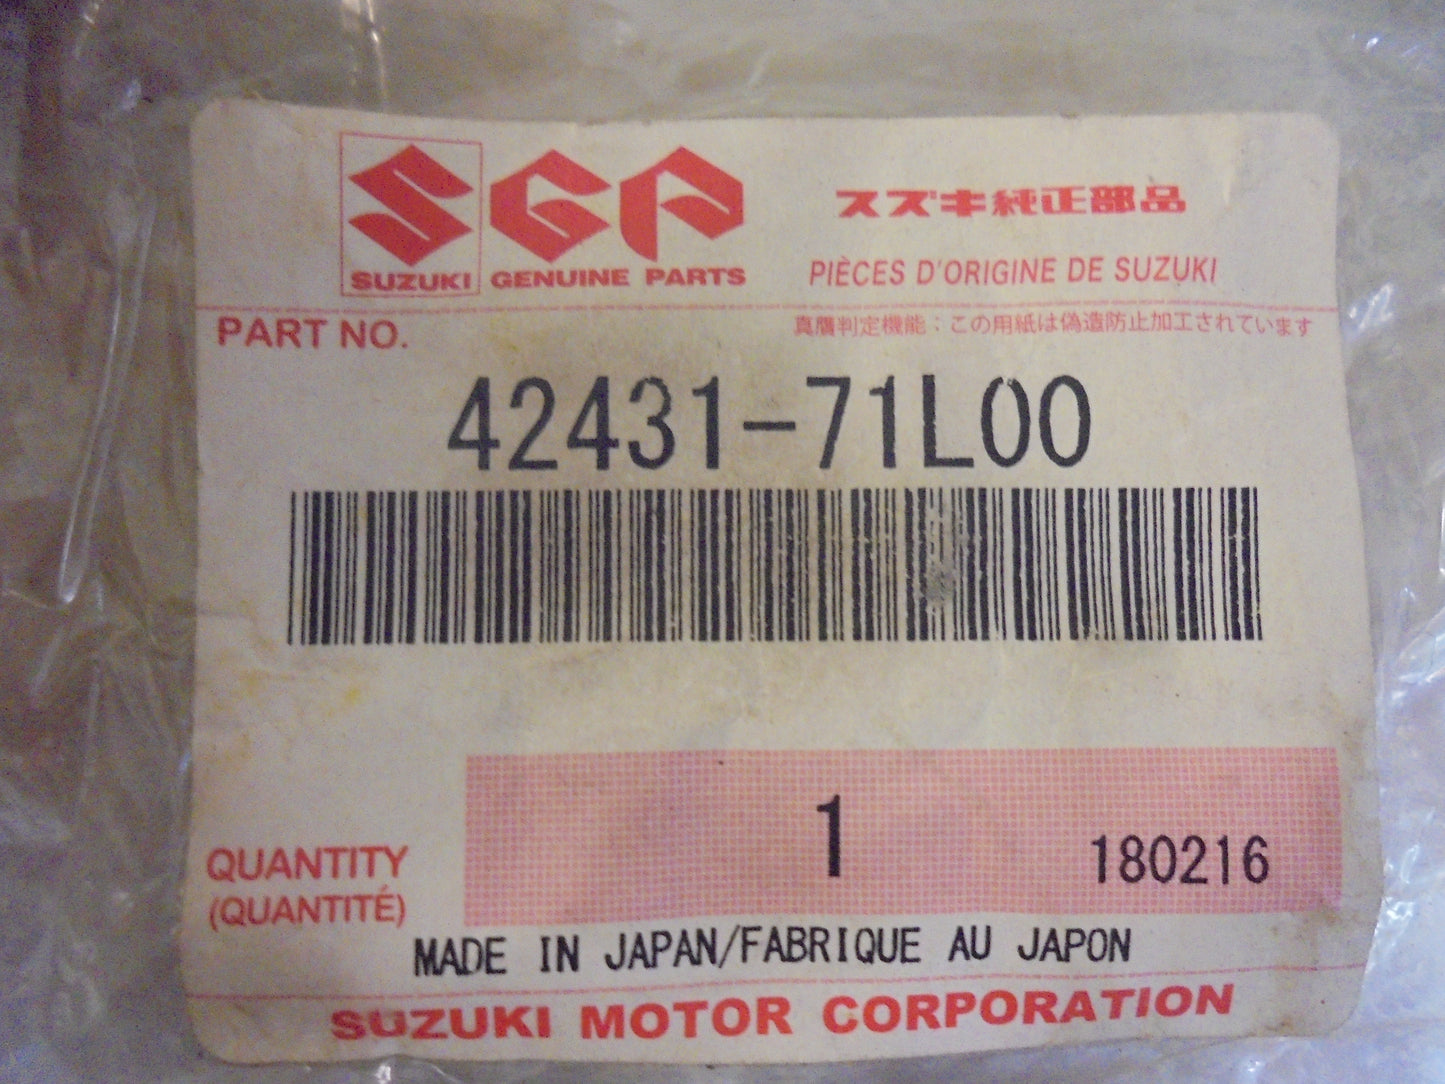 SGP
SUZUKI GENUINE PARTS
スズキ純正部品
PIÈCES D'ORIGINE DE SUZUKI
PART NO.
真贋判定機能：この用紙は偽造防止加工されています
42431-71L00
QUANTITY
(QUANTITÉ)
1
180216
MADE IN JAPAN/FABRIQUE AU JAPON
SUZUKI MOTOR CORPORATION